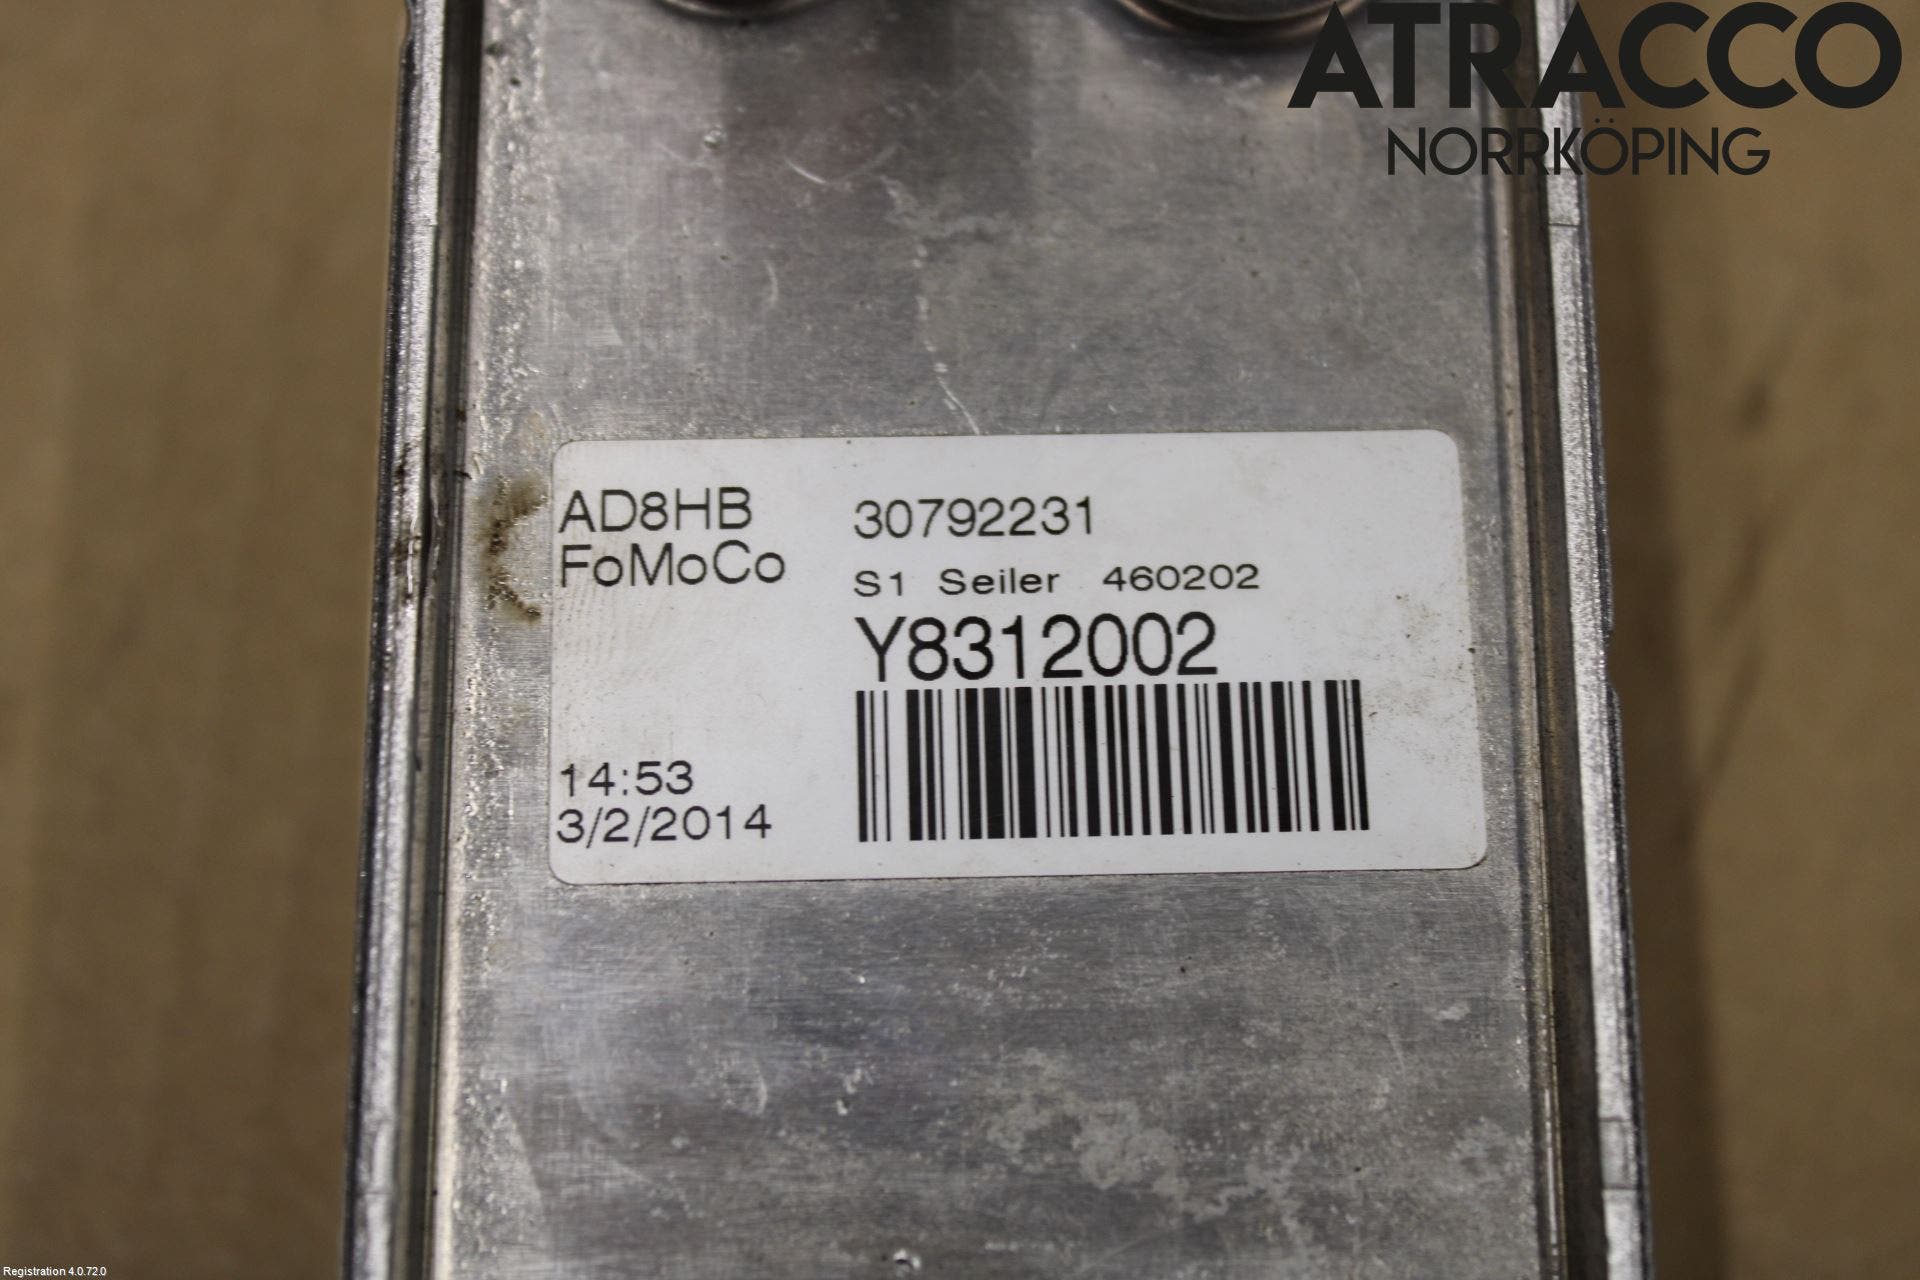 ATRACCO
NORRKÖPING
AD8HB
FoMoCo
30792231
S1 Seiler 460202
Y8312002
14:53
3/2/2014
Registration 4.0.72.0